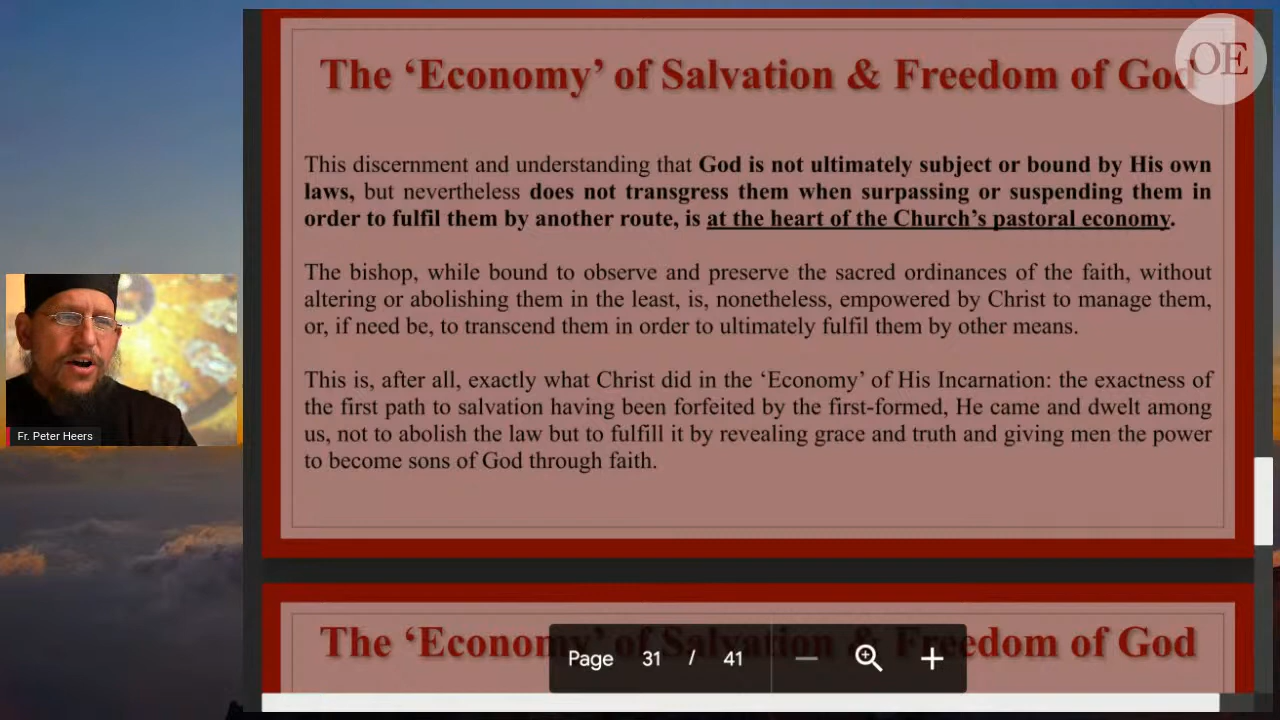 The ‘Economy’ of Salvation & Freedom of God
OE
This discernment and understanding that God is not ultimately subject or bound by His own
laws, but nevertheless does not transgress them when surpassing or suspending them in
order to fulfil them by another route, is at the heart of the Church’s pastoral economy.
The bishop, while bound to observe and preserve the sacred ordinances of the faith, without
altering or abolishing them in the least, is, nonetheless, empowered by Christ to manage them,
or, if need be, to transcend them in order to ultimately fulfil them by other means.
This is, after all, exactly what Christ did in the ‘Economy’ of His Incarnation: the exactness of
the first path to salvation having been forfeited by the first-formed, He came and dwelt among
us, not to abolish the law but to fulfill it by revealing grace and truth and giving men the power
to become sons of God through faith.
Fr. Peter Heers
The ‘Economy’ of Salvation & Freedom of God
Page 31 / 41